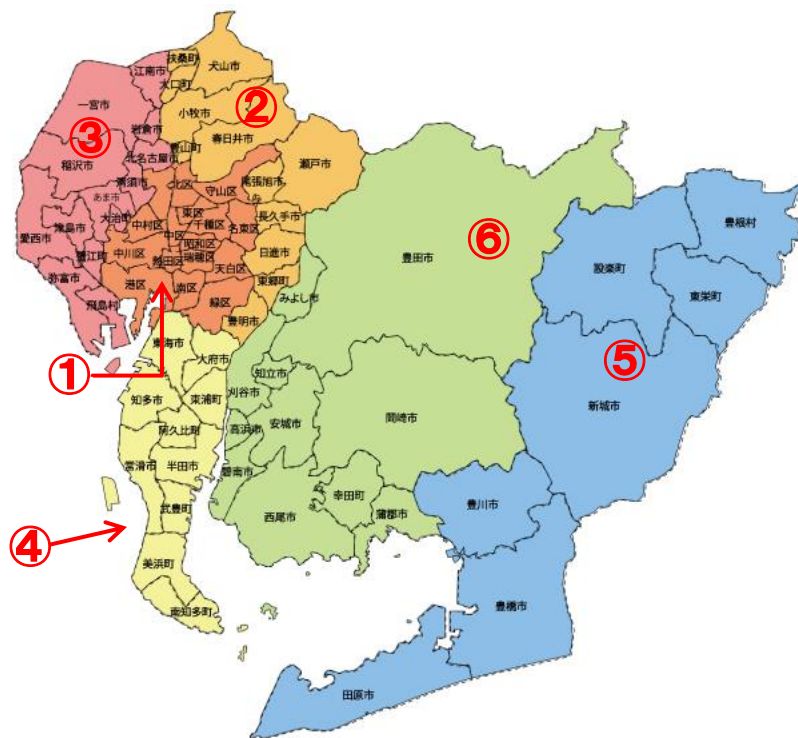 扶桑町
江南市
犬山市
大口町
一宮市
小牧市
②
岩倉市
③
春日井市
豊山町
北名古屋市
瀬戸市
稲沢市
北区
守山区
尾張旭市
清須市
あま市
東区
千種区
長久手市
大治町
中村区
中区
名東区
津島市
昭和区
愛西市
蟹江町
中川区
熱田区
瑞穂区
日進市
天白区
弥富市
港区
南区
東郷町
飛島村
緑区
みよし市
豊明市
豊田市
⑥
豊根村
設楽町
東栄町
①
東海市
大府市
知立市
⑤
知多市
東浦町
刈谷市
新城市
阿久比町
高浜市
安城市
岡崎市
常滑市
半田市
碧南市
幸田町
豊川市
武豊町
西尾市
蒲郡市
④
美浜町
南知多町
豊橋市
田原市